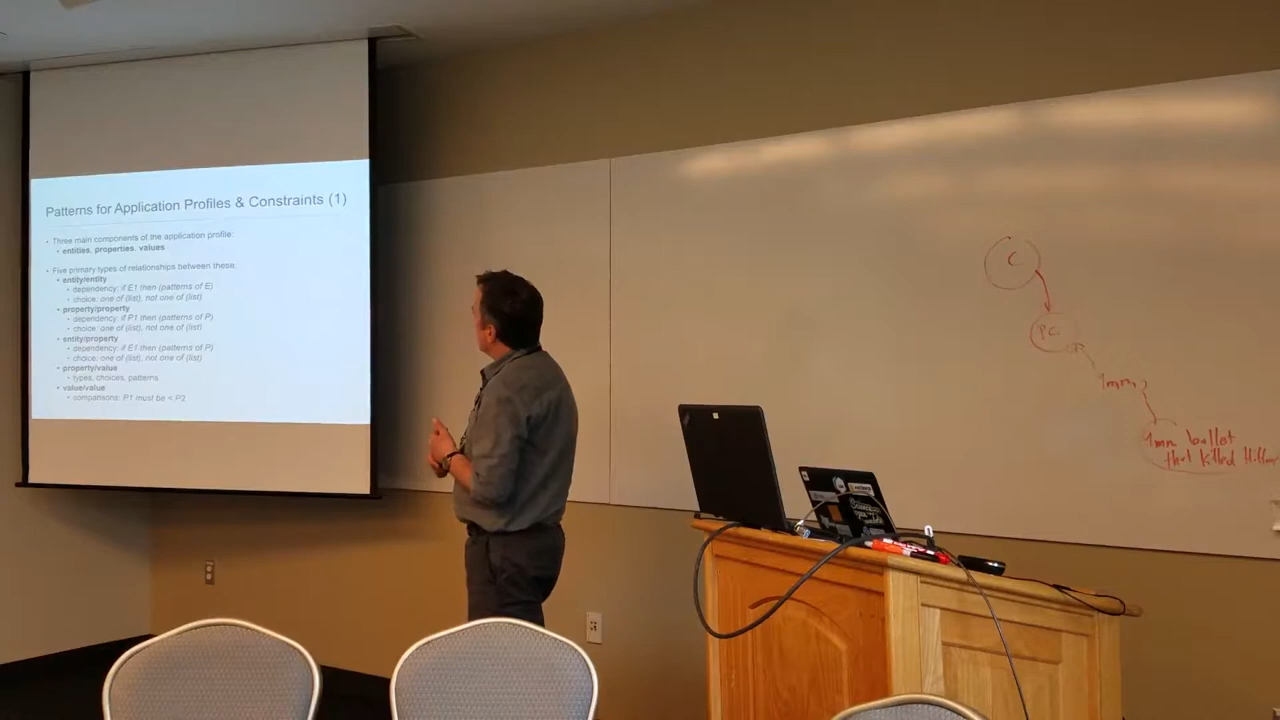 Patterns for Application Profiles & Constraints (1)
• Three main components of the application profile:
• entities, properties, values
• Five primary types of relationships between these:
• entity/entity
• dependency: if E1 then (patterns of E)
• choice: one of (list), not one of (list)
• property/property
• dependency: if P1 then (patterns of P)
• choice: one of (list), not one of (list)
• entity/property
• dependency: if E1 then (patterns of P)
• choice: one of (list), not one of (list)
• property/value
• types, choices, patterns
• value/value
• comparisons: P1 must be < P2
C
PC
9mm
9mm bullet
that killed